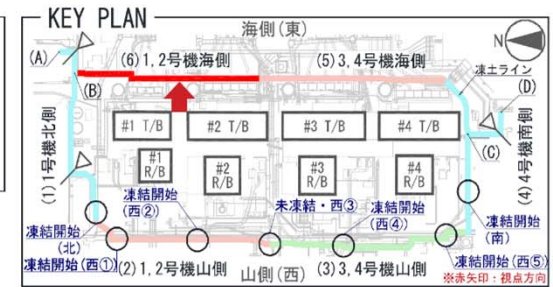 KEY PLAN
海側(東)
N
(A)
(6)1,2号機海側
(5)3,4号機海側
凍土ライン
(B)
(D)
#1 T/B
#2 T/B
#3 T/B
#4 T/B
(C)
(1)1号機北側
(4)4号機南側
#1
R/B
#2
R/B
#3
R/B
#4
R/B
凍結開始
(西②)
未凍結・西③
凍結開始
(西④)
凍結開始
(北)
凍結開始
(南)
凍結開始(西①)
(2)1,2号機山側
山側(西)
(3)3,4号機山側
凍結開始(西⑤)
※赤矢印:視点方向